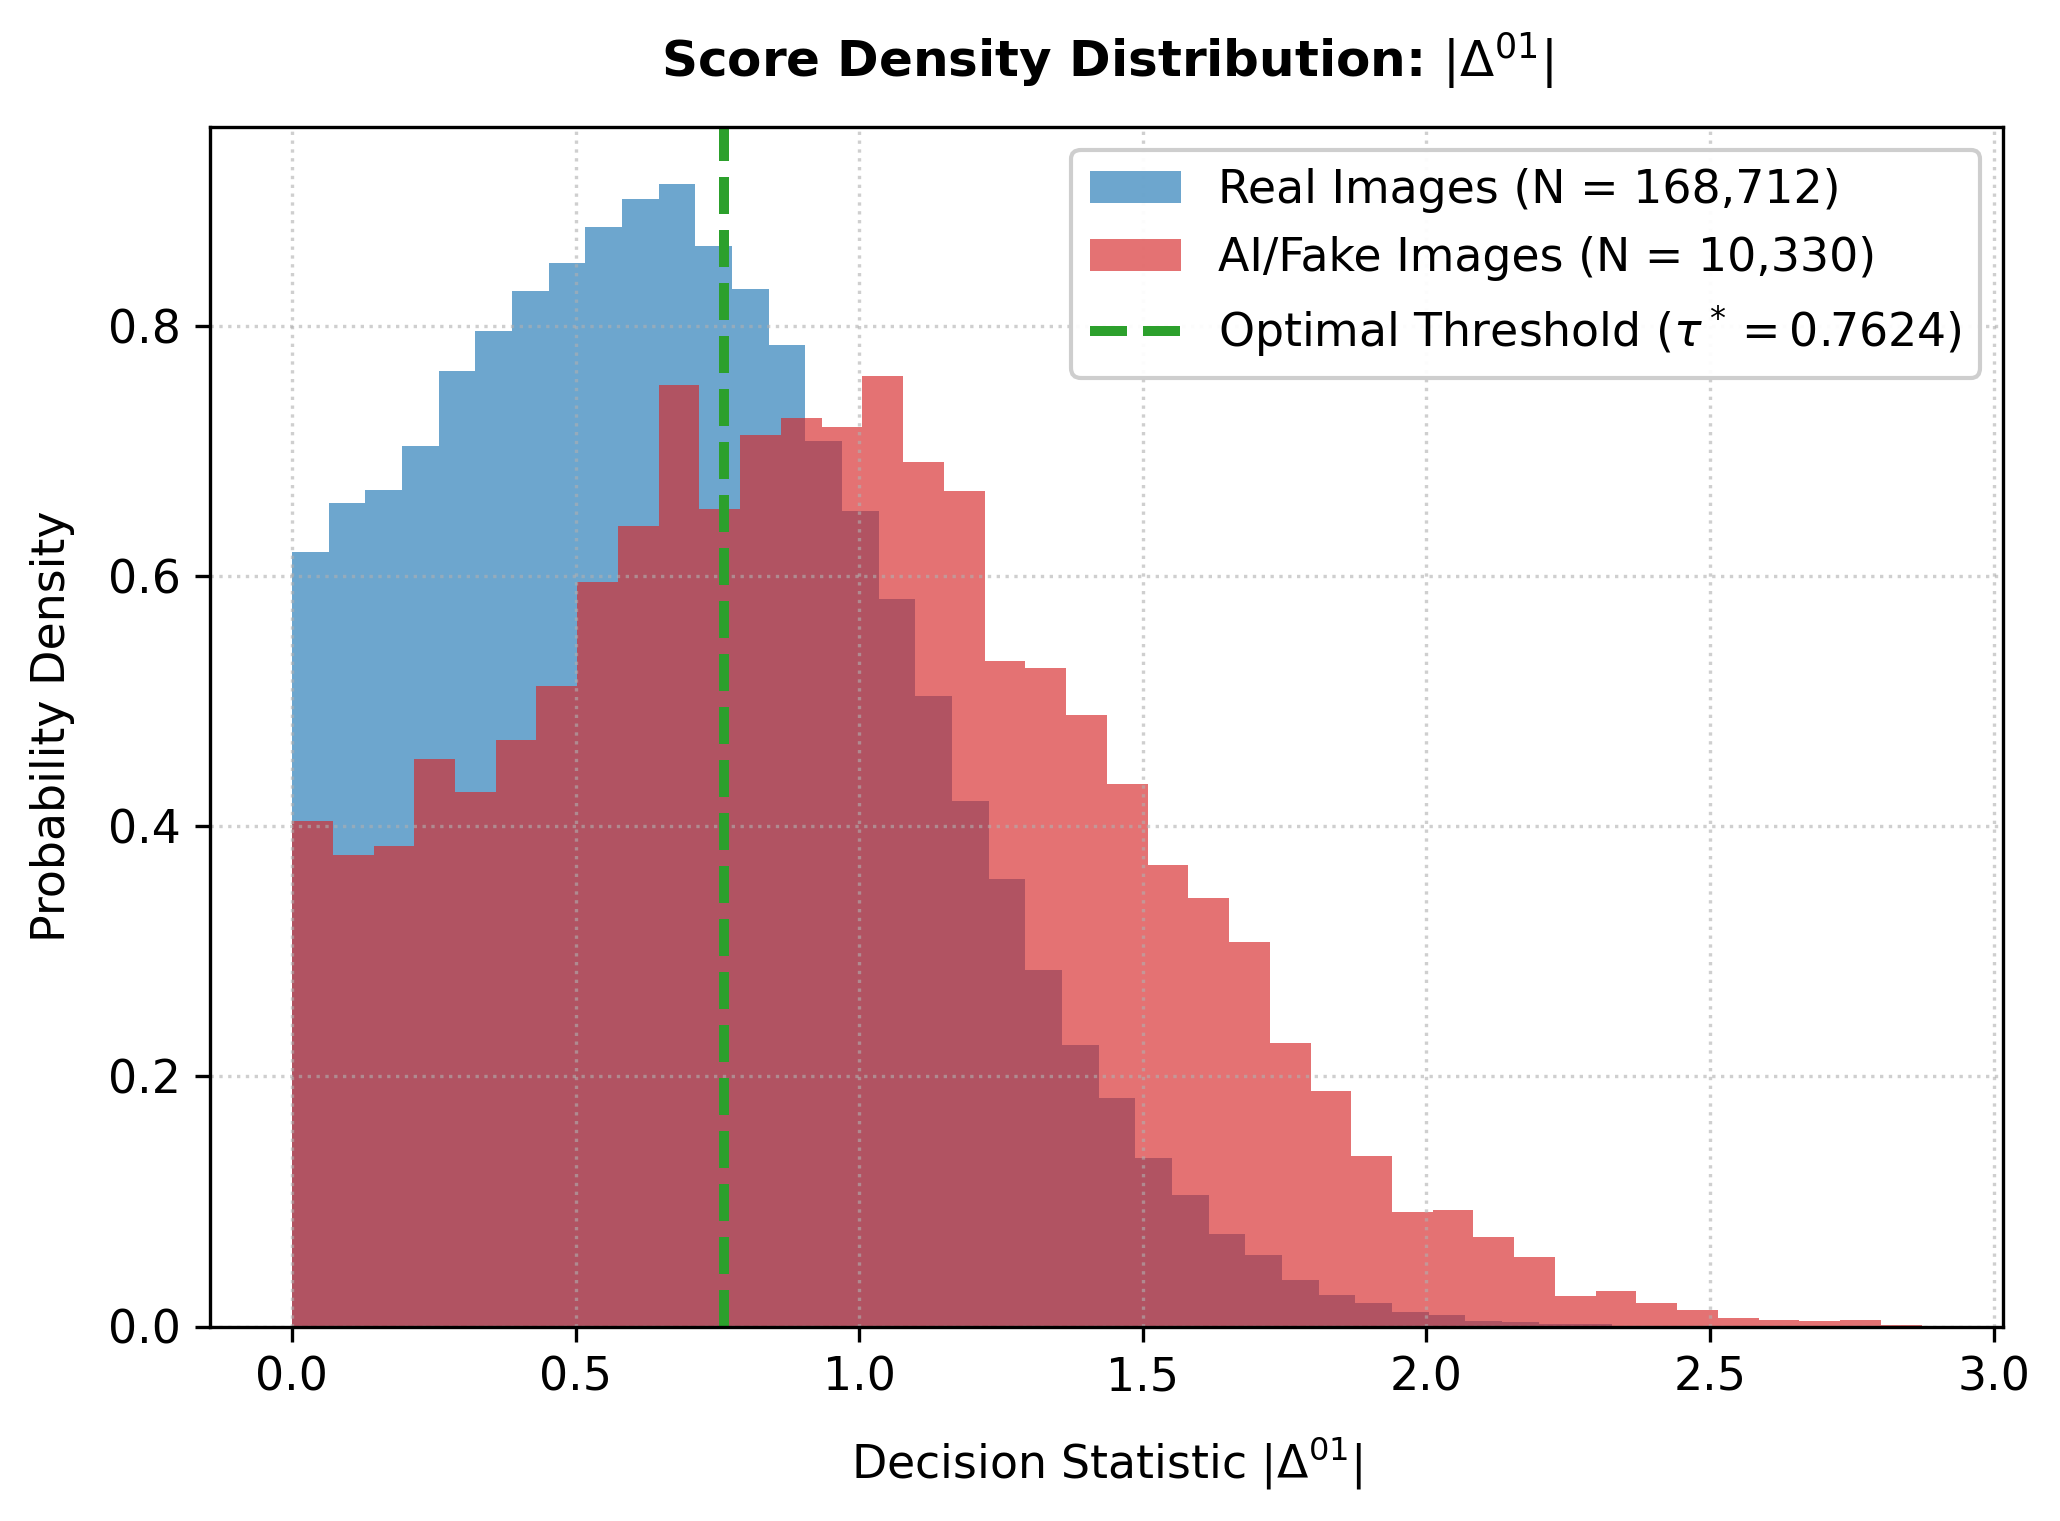 Score Density Distribution: |Δ⁰¹|
Real Images (N = 168,712)
AI/Fake Images (N = 10,330)
Optimal Threshold (τ* = 0.7624)
Probability Density
0.8
0.6
0.4
0.2
0.0
0.0 0.5 1.0 1.5 2.0 2.5 3.0
Decision Statistic |Δ⁰¹|